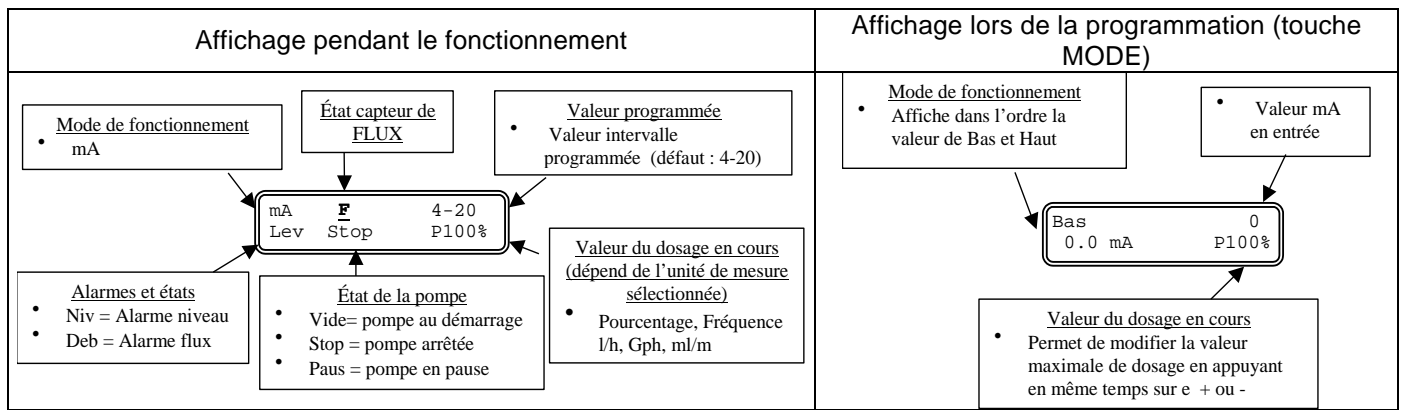 Affichage pendant le fonctionnement
Affichage lors de la programmation (touche
MODE)
Mode de fonctionnement
• mA
État capteur de
FLUX
Valeur programmée
• Valeur intervalle
programmée (défaut : 4-20)
mA F 4-20
Lev Stop P100%
Alarmes et états
• Niv = Alarme niveau
• Deb = Alarme flux
État de la pompe
• Vide= pompe au démarrage
• Stop = pompe arrêtée
• Paus = pompe en pause
Valeur du dosage en cours
(dépend de l’unité de mesure
sélectionnée)
• Pourcentage, Fréquence
l/h, Gph, ml/m
Mode de fonctionnement
• Affiche dans l’ordre la
valeur de Bas et Haut
• Valeur mA
en entrée
Bas 0
0.0 mA P100%
Valeur du dosage en cours
• Permet de modifier la valeur
maximale de dosage en appuyant
en même temps sur e + ou -